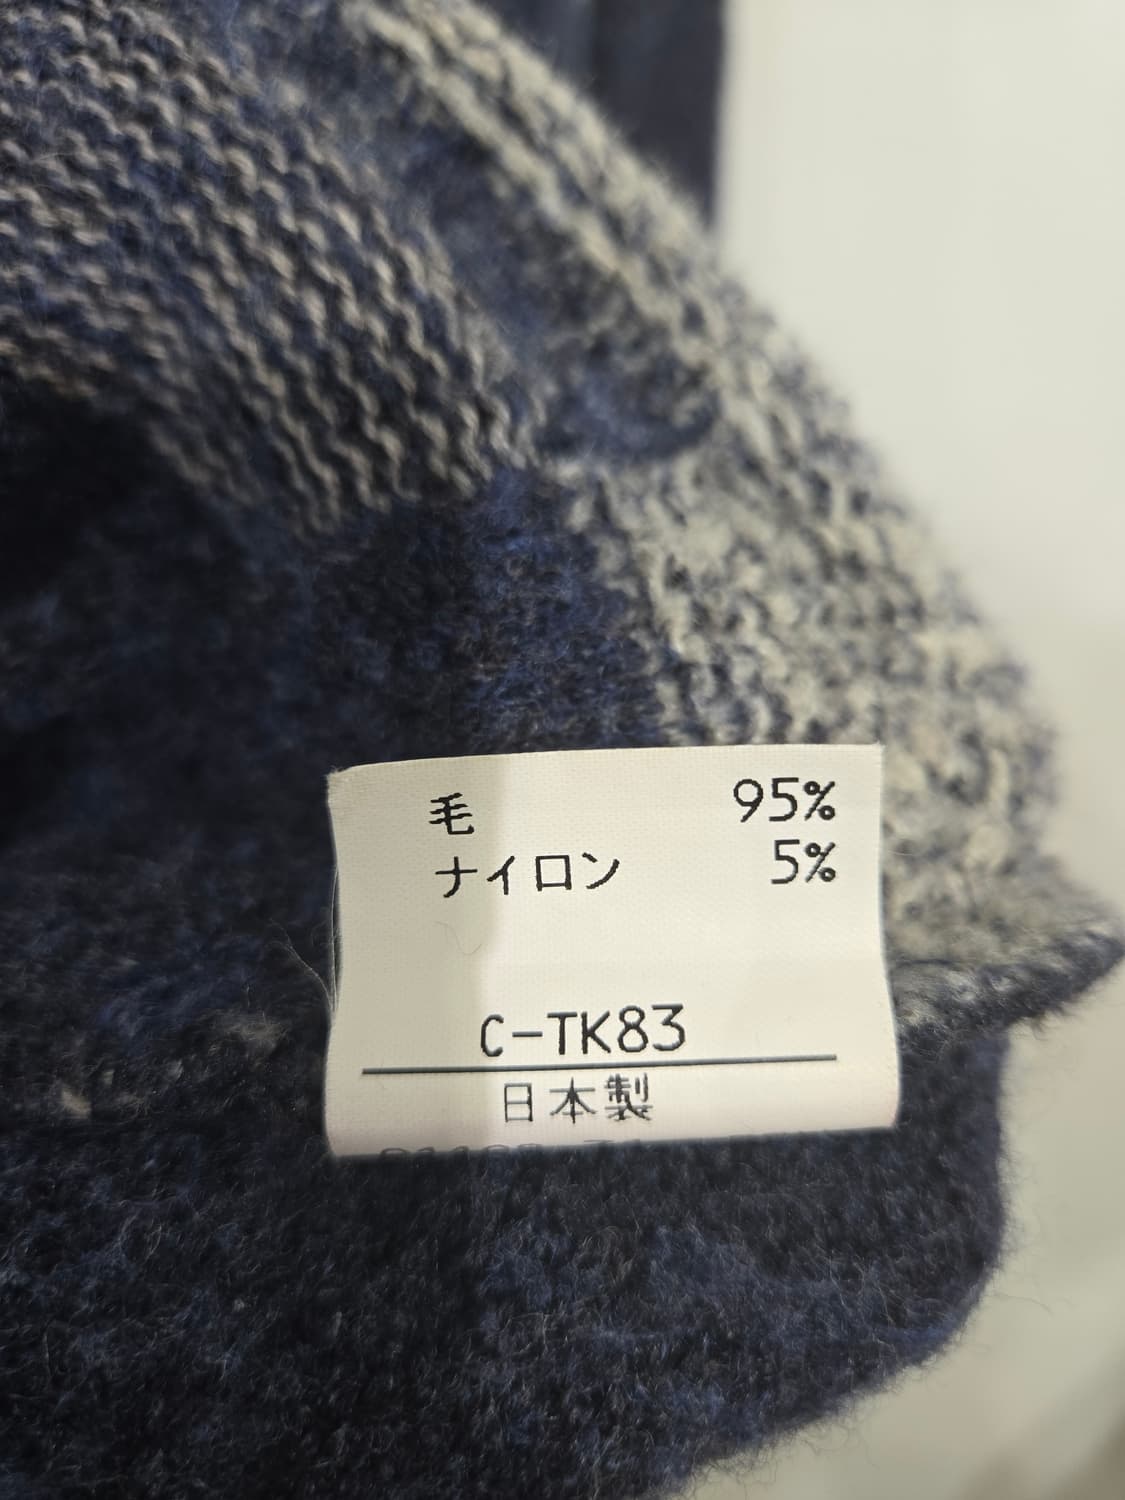 毛 95%
ナイロン 5%
C-TK83
日本製